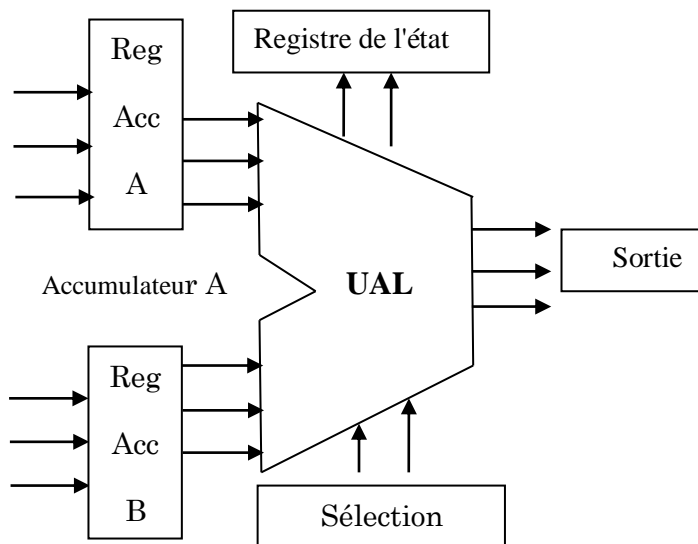 Reg
Acc
A
Registre de l'état
Accumulateur A
UAL
Sortie
Reg
Acc
B
Sélection